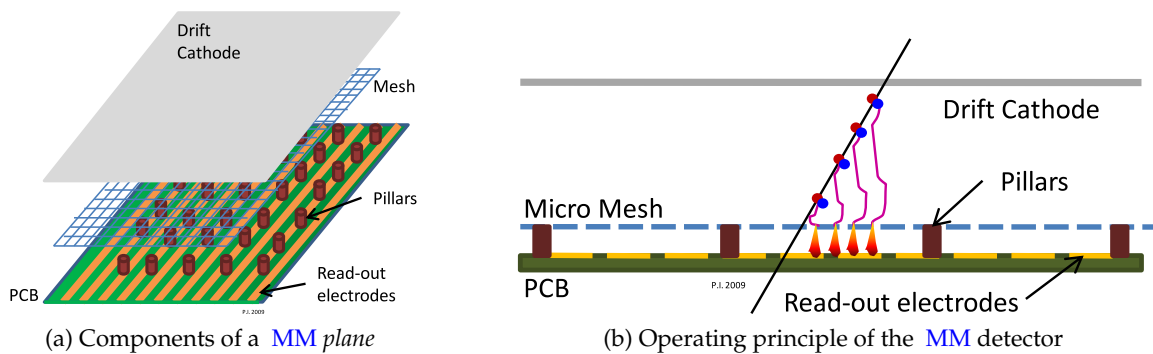 Drift
Cathode
Mesh
Pillars
Read-out
electrodes
PCB
P.I. 2009
(a) Components of a MM plane
Drift Cathode
Pillars
Micro Mesh
PCB
P.I. 2009
Read-out electrodes
(b) Operating principle of the MM detector